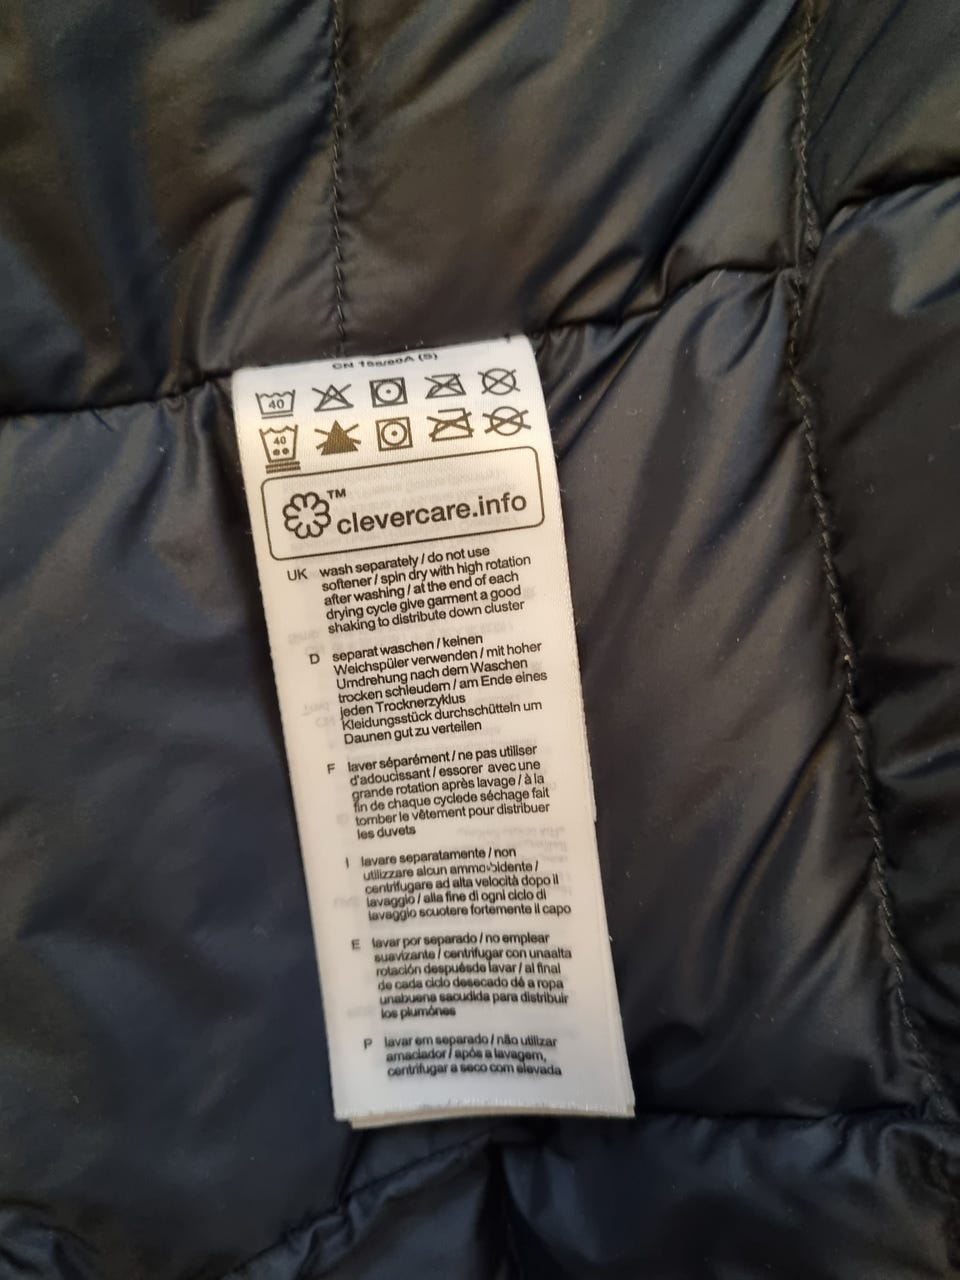 CN 165/80A (S)
40
40
TM
clevercare.info
UK wash separately / do not use
softener / spin dry with high rotation
after washing / at the end of each
drying cycle give garment a good
shaking to distribute down cluster
D separat waschen / keinen
Weichspüler verwenden / mit hoher
Umdrehung nach dem Waschen
trocken schleudern / am Ende eines
jeden Trocknerzyklus
Kleidungsstück durchschütteln um
Daunen gut zu verteilen
F laver séparément / ne pas utiliser
d'adoucissant / essorer avec une
grande rotation après lavage / à la
fin de chaque cyclede séchage fait
tomber le vêtement pour distribuer
les duvets
I lavare separatamente / non
utilizzare alcun ammorbidente /
centrifugare ad alta velocità dopo il
lavaggio / alla fine di ogni ciclo di
lavaggio scuotere fortemente il capo
E lavar por separado / no emplear
suavizante / centrifugar con unaalta
rotación despuésde lavar / al final
de cada ciclo desecado dé a ropa
unabuena sacudida para distribuir
los plumónes
P lavar em separado / não utilizar
amaciador / após a lavagem,
centrifugar a seco com elevada